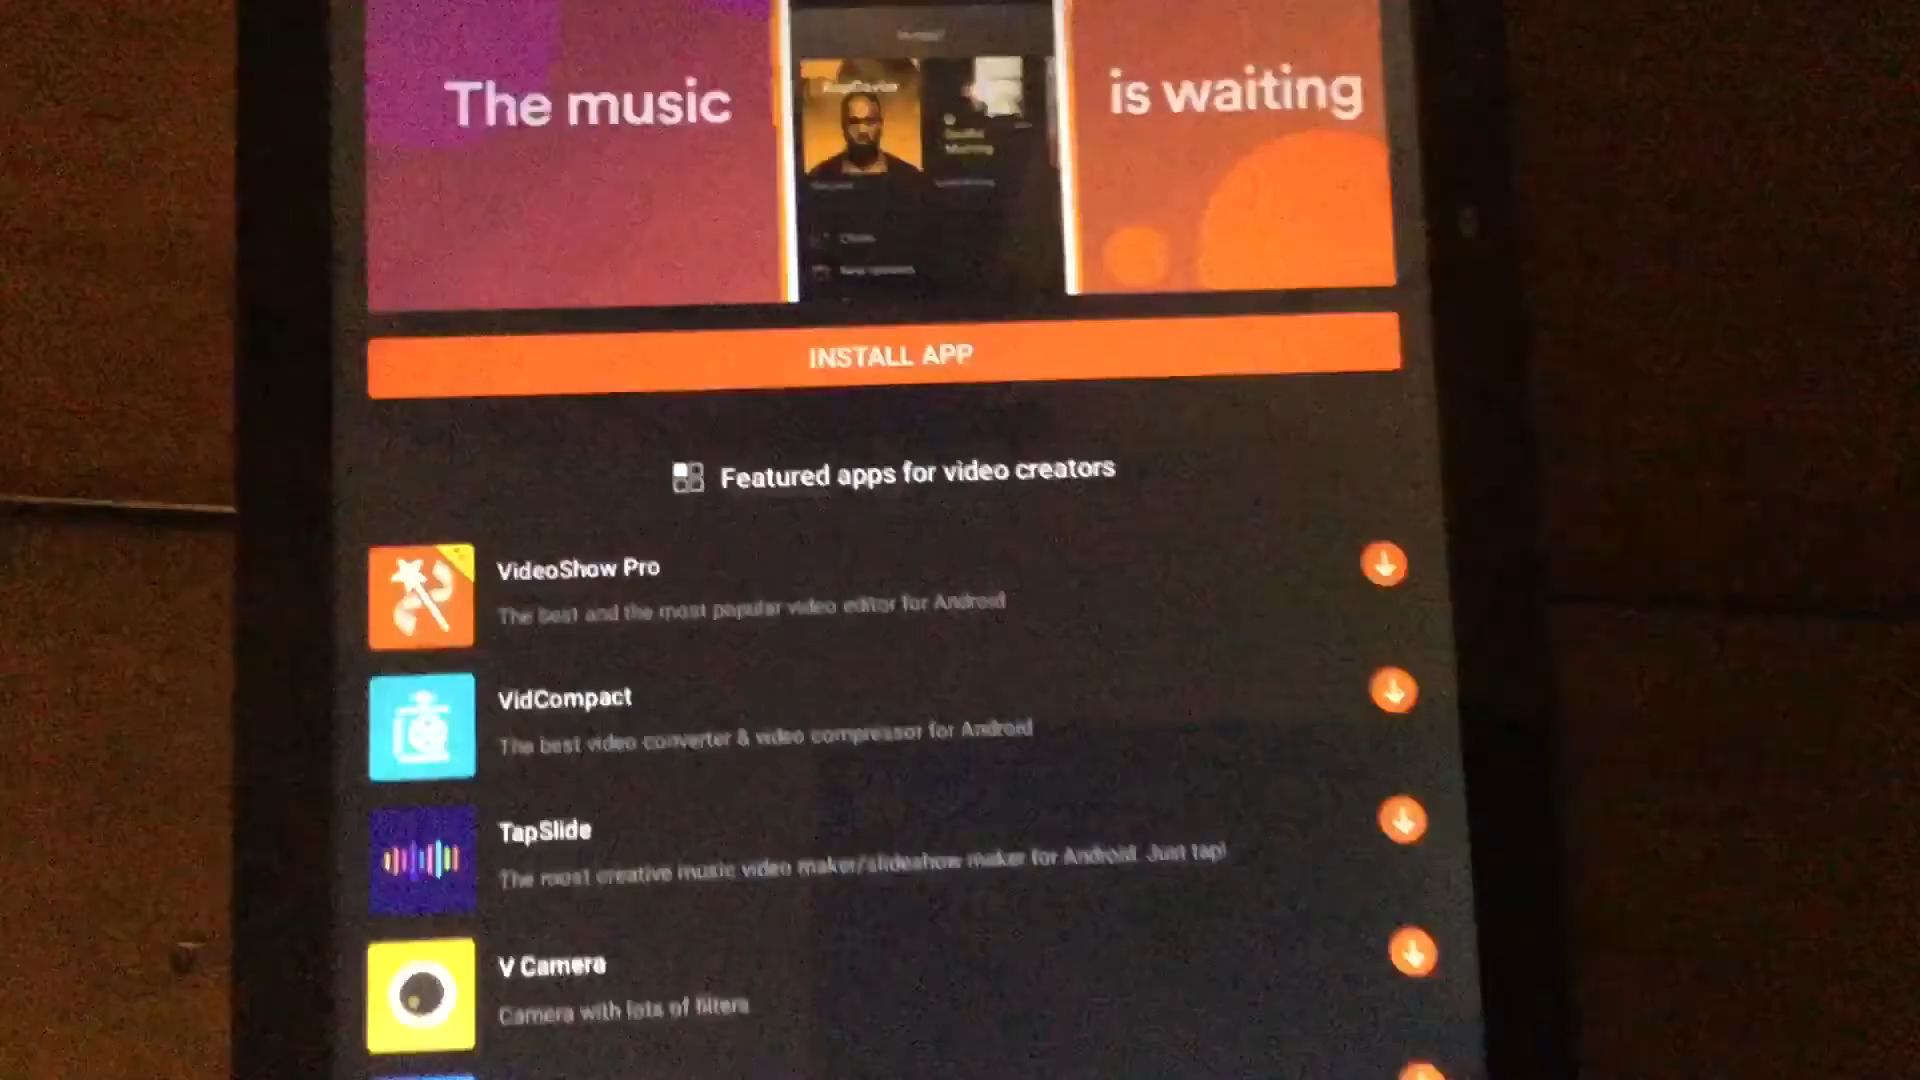 The music
is waiting
INSTALL APP
Featured apps for video creators
VideoShow Pro
The best and the most popular video editor for Android
VidCompact
The best video converter & video compressor for Android
TapSlide
The most creative music video maker/slideshow maker for Android. Just tap!
V Camera
Camera with lots of filters